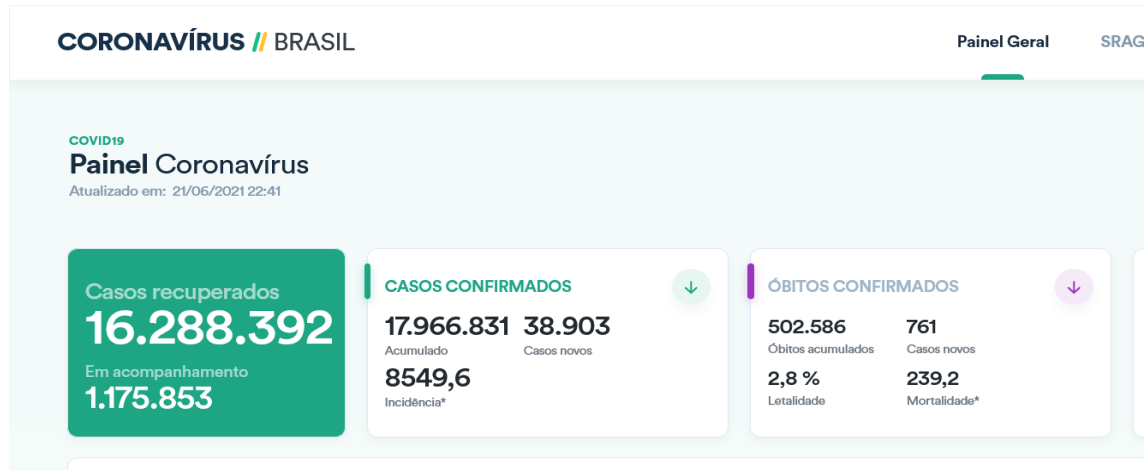 CORONAVÍRUS // BRASIL
Painel Geral
SRAG
COVID19
Painel Coronavírus
Atualizado em: 21/06/2021 22:41
Casos recuperados
16.288.392
Em acompanhamento
1.175.853
CASOS CONFIRMADOS
17.966.831 38.903
Acumulado Casos novos
8549,6
Incidência*
ÓBITOS CONFIRMADOS
502.586 761
Óbitos acumulados Casos novos
2,8 % 239,2
Letalidade Mortalidade*